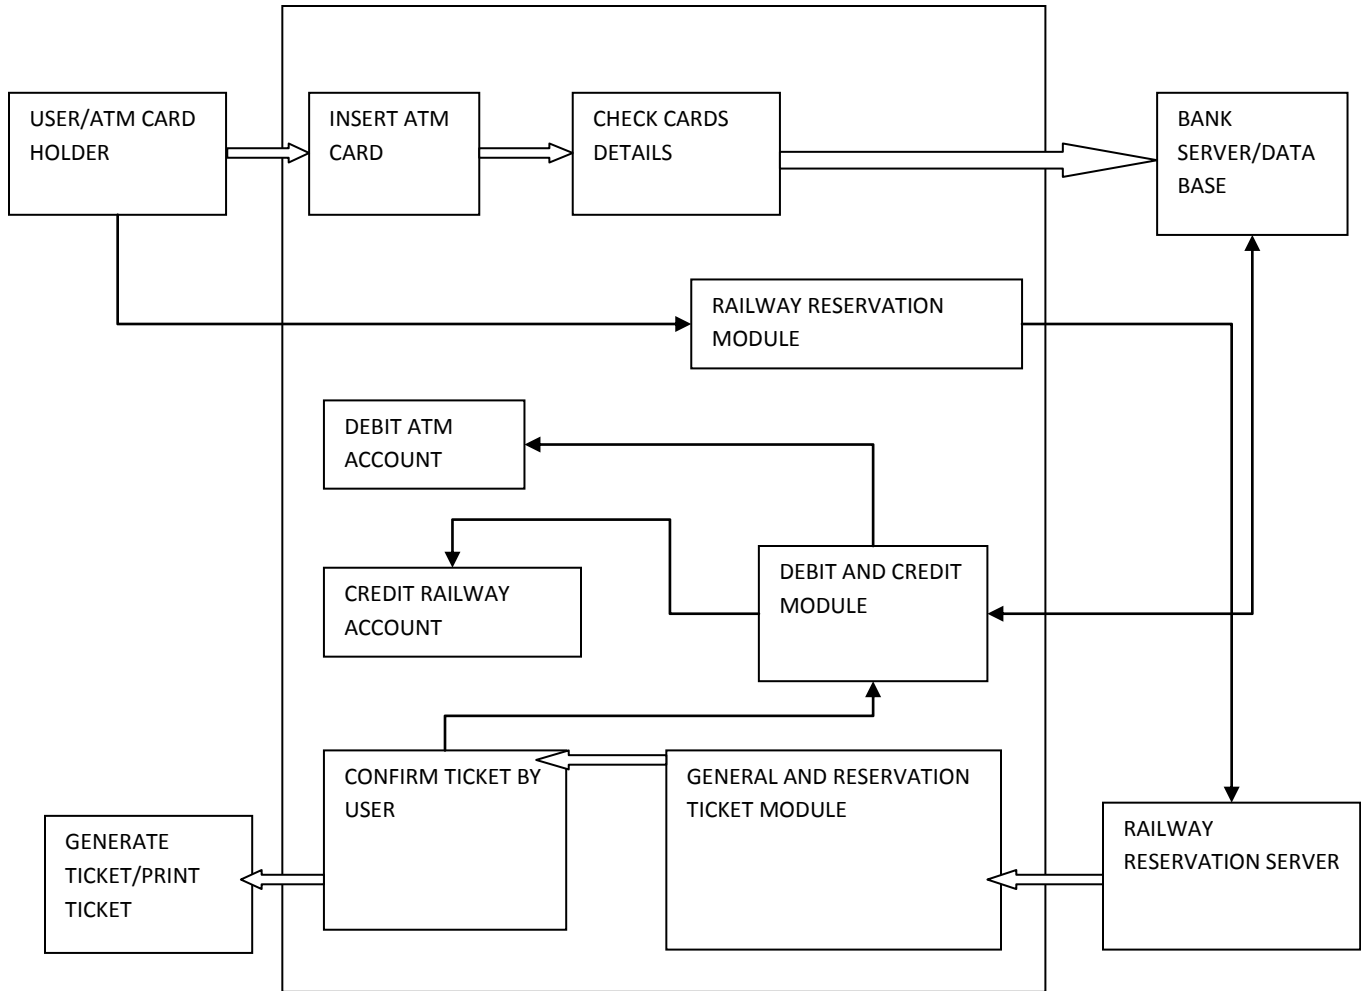 USER/ATM CARD
HOLDER
INSERT ATM
CARD
CHECK CARDS
DETAILS
BANK
SERVER/DATA
BASE
RAILWAY RESERVATION
MODULE
DEBIT ATM
ACCOUNT
CREDIT RAILWAY
ACCOUNT
DEBIT AND CREDIT
MODULE
CONFIRM TICKET BY
USER
GENERAL AND RESERVATION
TICKET MODULE
GENERATE
TICKET/PRINT
TICKET
RAILWAY
RESERVATION SERVER